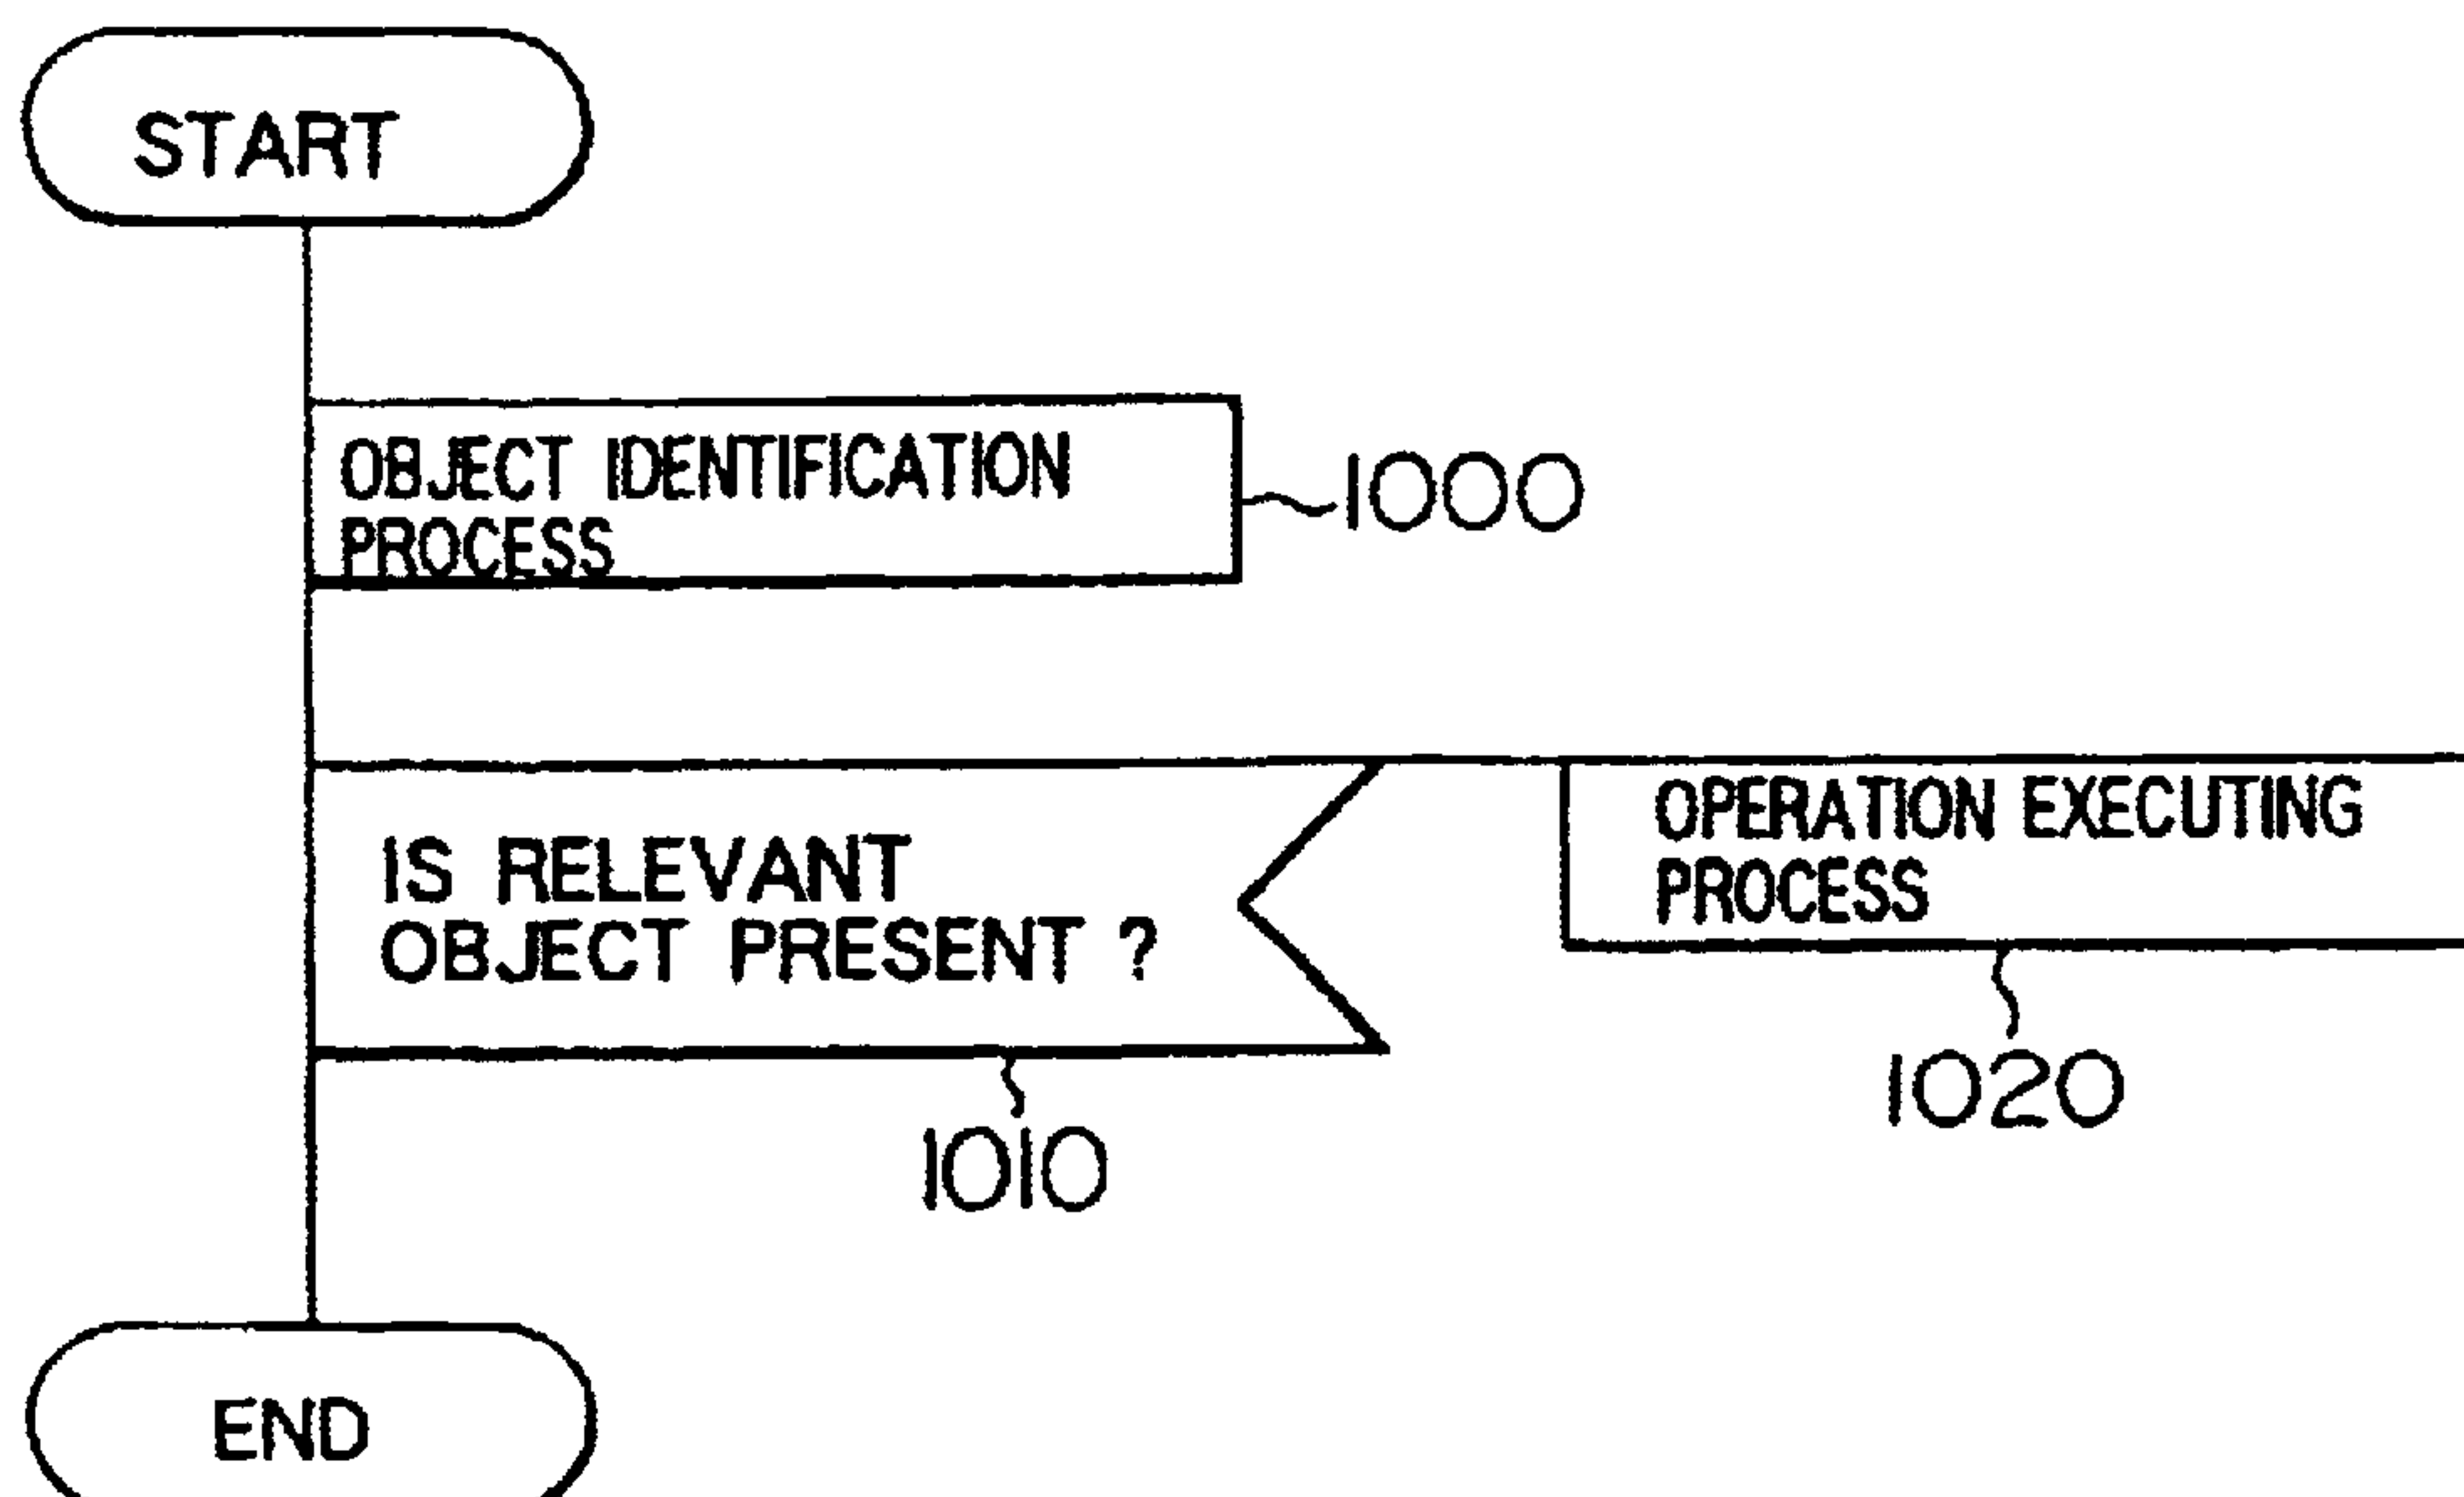 START
OBJECT IDENTIFICATION
PROCESS
1000
IS RELEVANT
OBJECT PRESENT ?
1010
OPERATION EXECUTING
PROCESS
1020
END